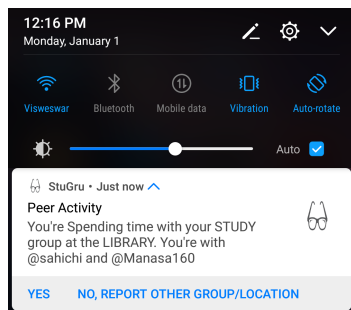 12:16 PM
Monday, January 1
Visweswar Bluetooth Mobile data Vibration Auto-rotate
Auto
StuGru • Just now
Peer Activity
You're Spending time with your STUDY
group at the LIBRARY. You're with
@sahichi and @Manasa160
YES NO, REPORT OTHER GROUP/LOCATION